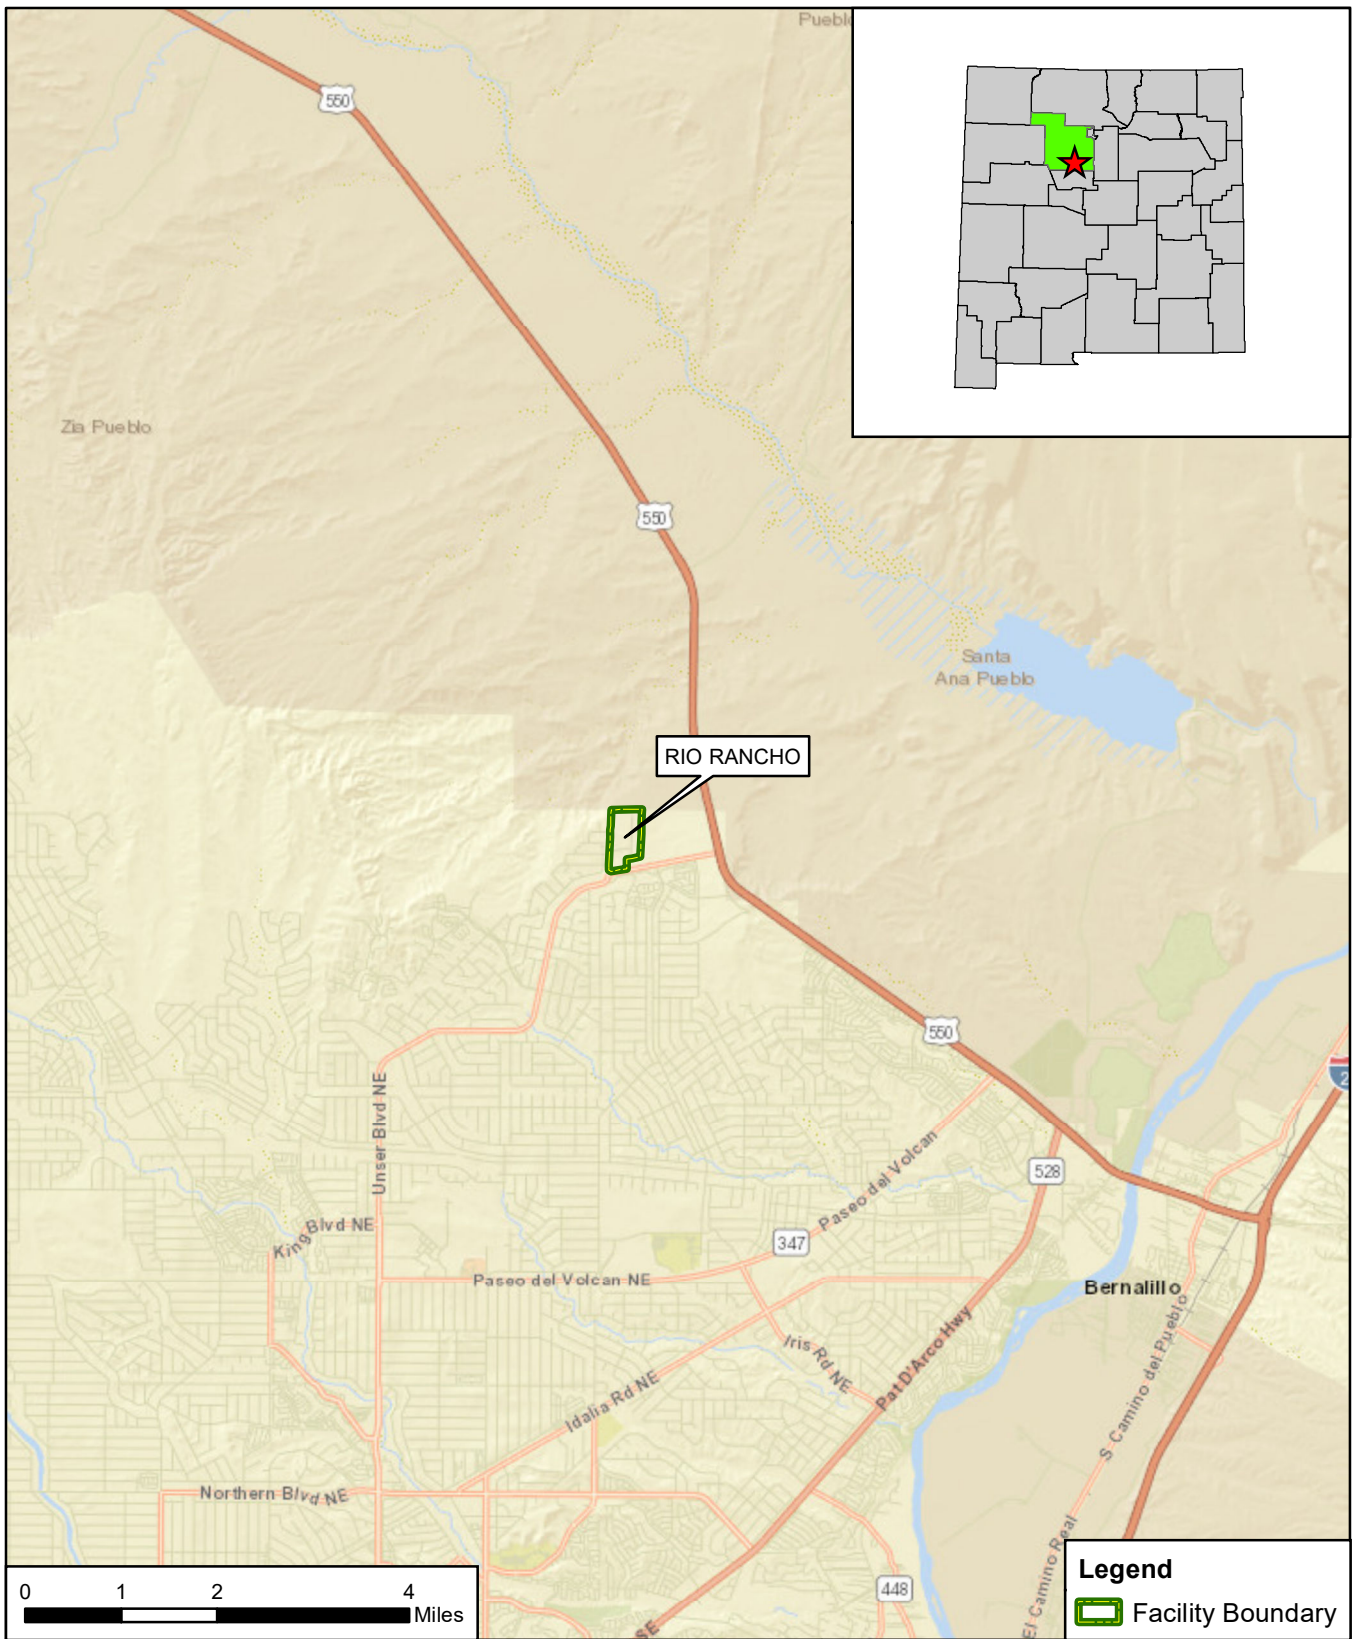 Pueblo
550
Zia Pueblo
550
Santa
Ana Pueblo
RIO RANCHO
550
2
Unser Blvd NE
528
Paseo del Volcan
King Blvd NE
347
Paseo del Volcan NE
Bernalillo
Iris Rd NE
Pat D'Arco Hwy
Idalia Rd NE
S Camino del Pueblo
Northern Blvd NE
El Camino Real
448
SE
0 1 2 4
Miles
Legend
Facility Boundary